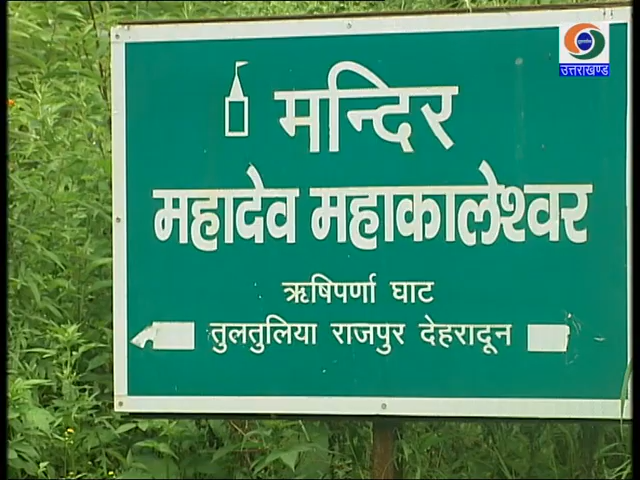 उत्तराखण्ड
मन्दिर
महादेव महाकालेश्वर
ऋषिपर्णा घाट
तुलतुलिया राजपुर देहरादून